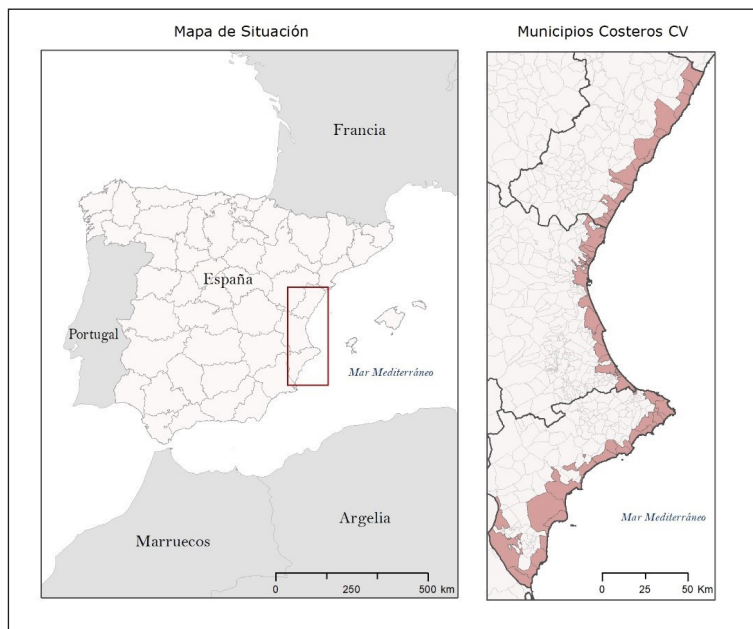 Mapa de Situación
Francia
España
Portugal
Mar Mediterráneo
Argelia
Marruecos
0 250 500 Km
Municipios Costeros CV
Mar Mediterráneo
0 25 50 Km